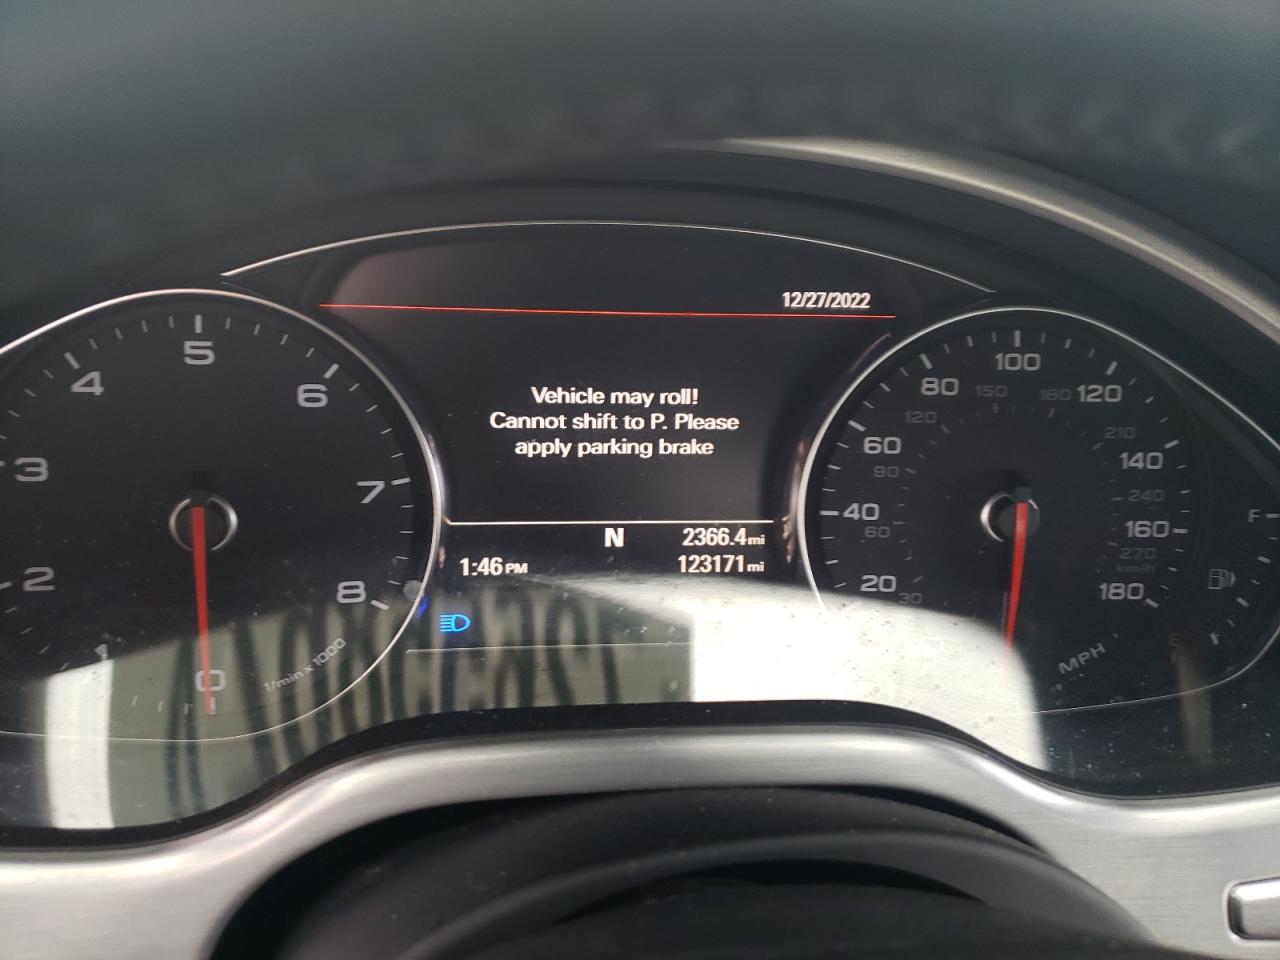 12/27/2022
Vehicle may roll!
Cannot shift to P. Please
apply parking brake
N 2366.4mi
1:46PM 123171mi
0
1
2
3
4
5
6
7
8
1/min x 1000
20
40
60
80
100
120
140
160
180
30
60
90
120
150
180
210
240
270
km/h
MPH
F
E